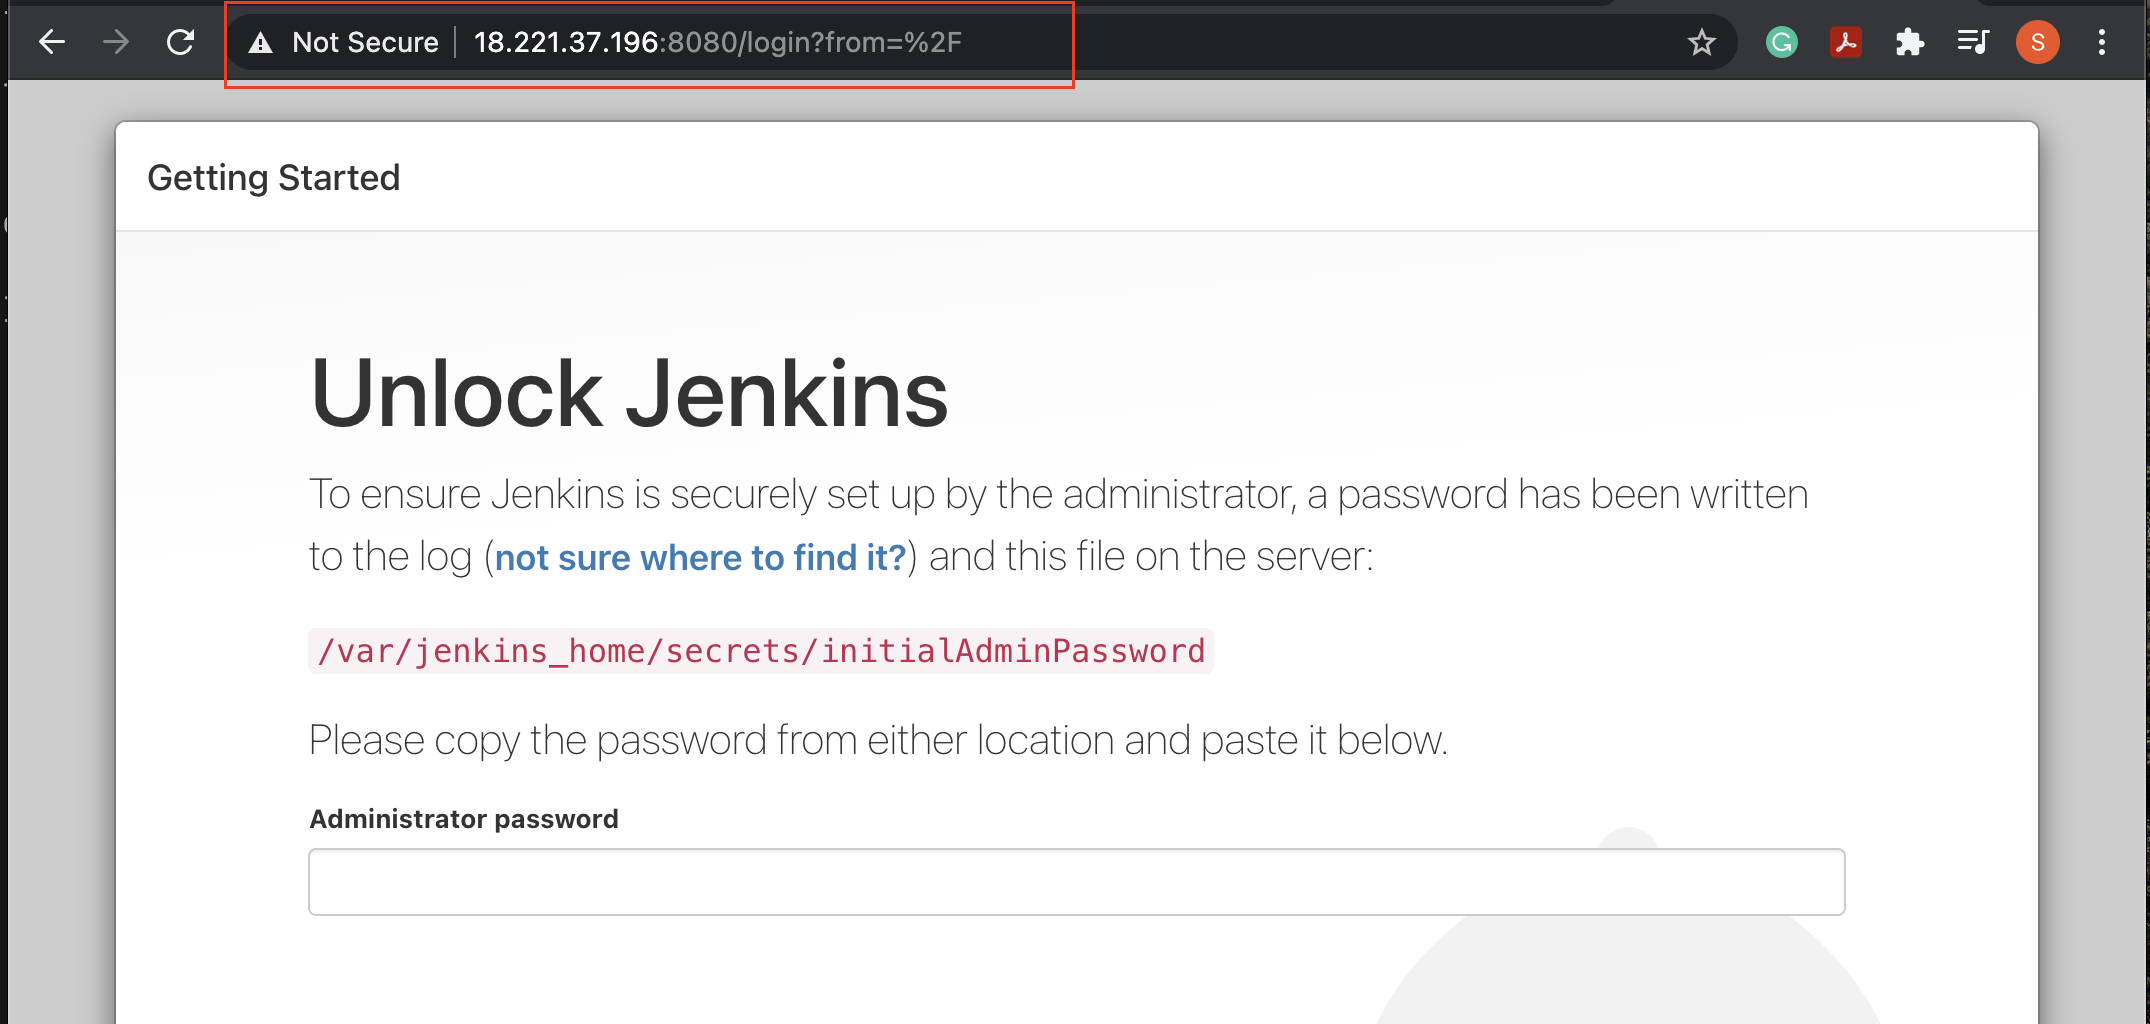 Not Secure | 18.221.37.196:8080/login?from=%2F
S
Getting Started
Unlock Jenkins
To ensure Jenkins is securely set up by the administrator, a password has been written
to the log (not sure where to find it?) and this file on the server:
/var/jenkins_home/secrets/initialAdminPassword
Please copy the password from either location and paste it below.
Administrator password